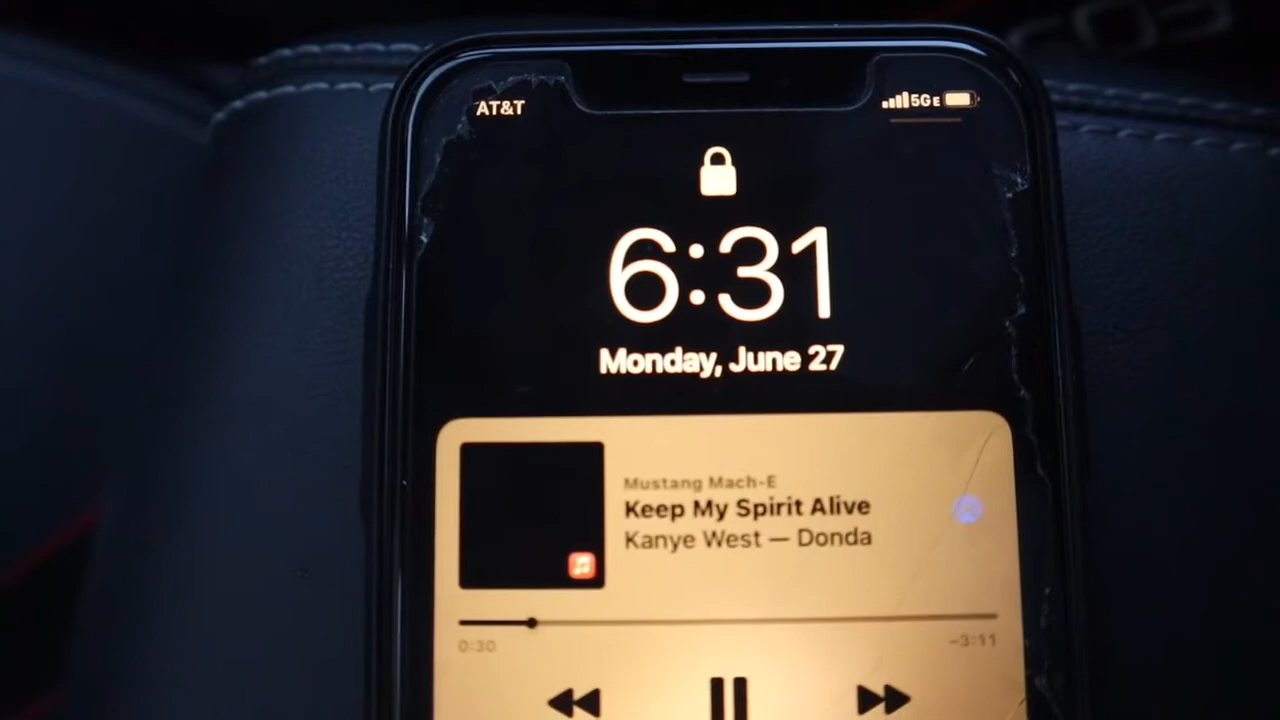 AT&T
5GE
6:31
Monday, June 27
Mustang Mach-E
Keep My Spirit Alive
Kanye West — Donda
0:30
-3:11